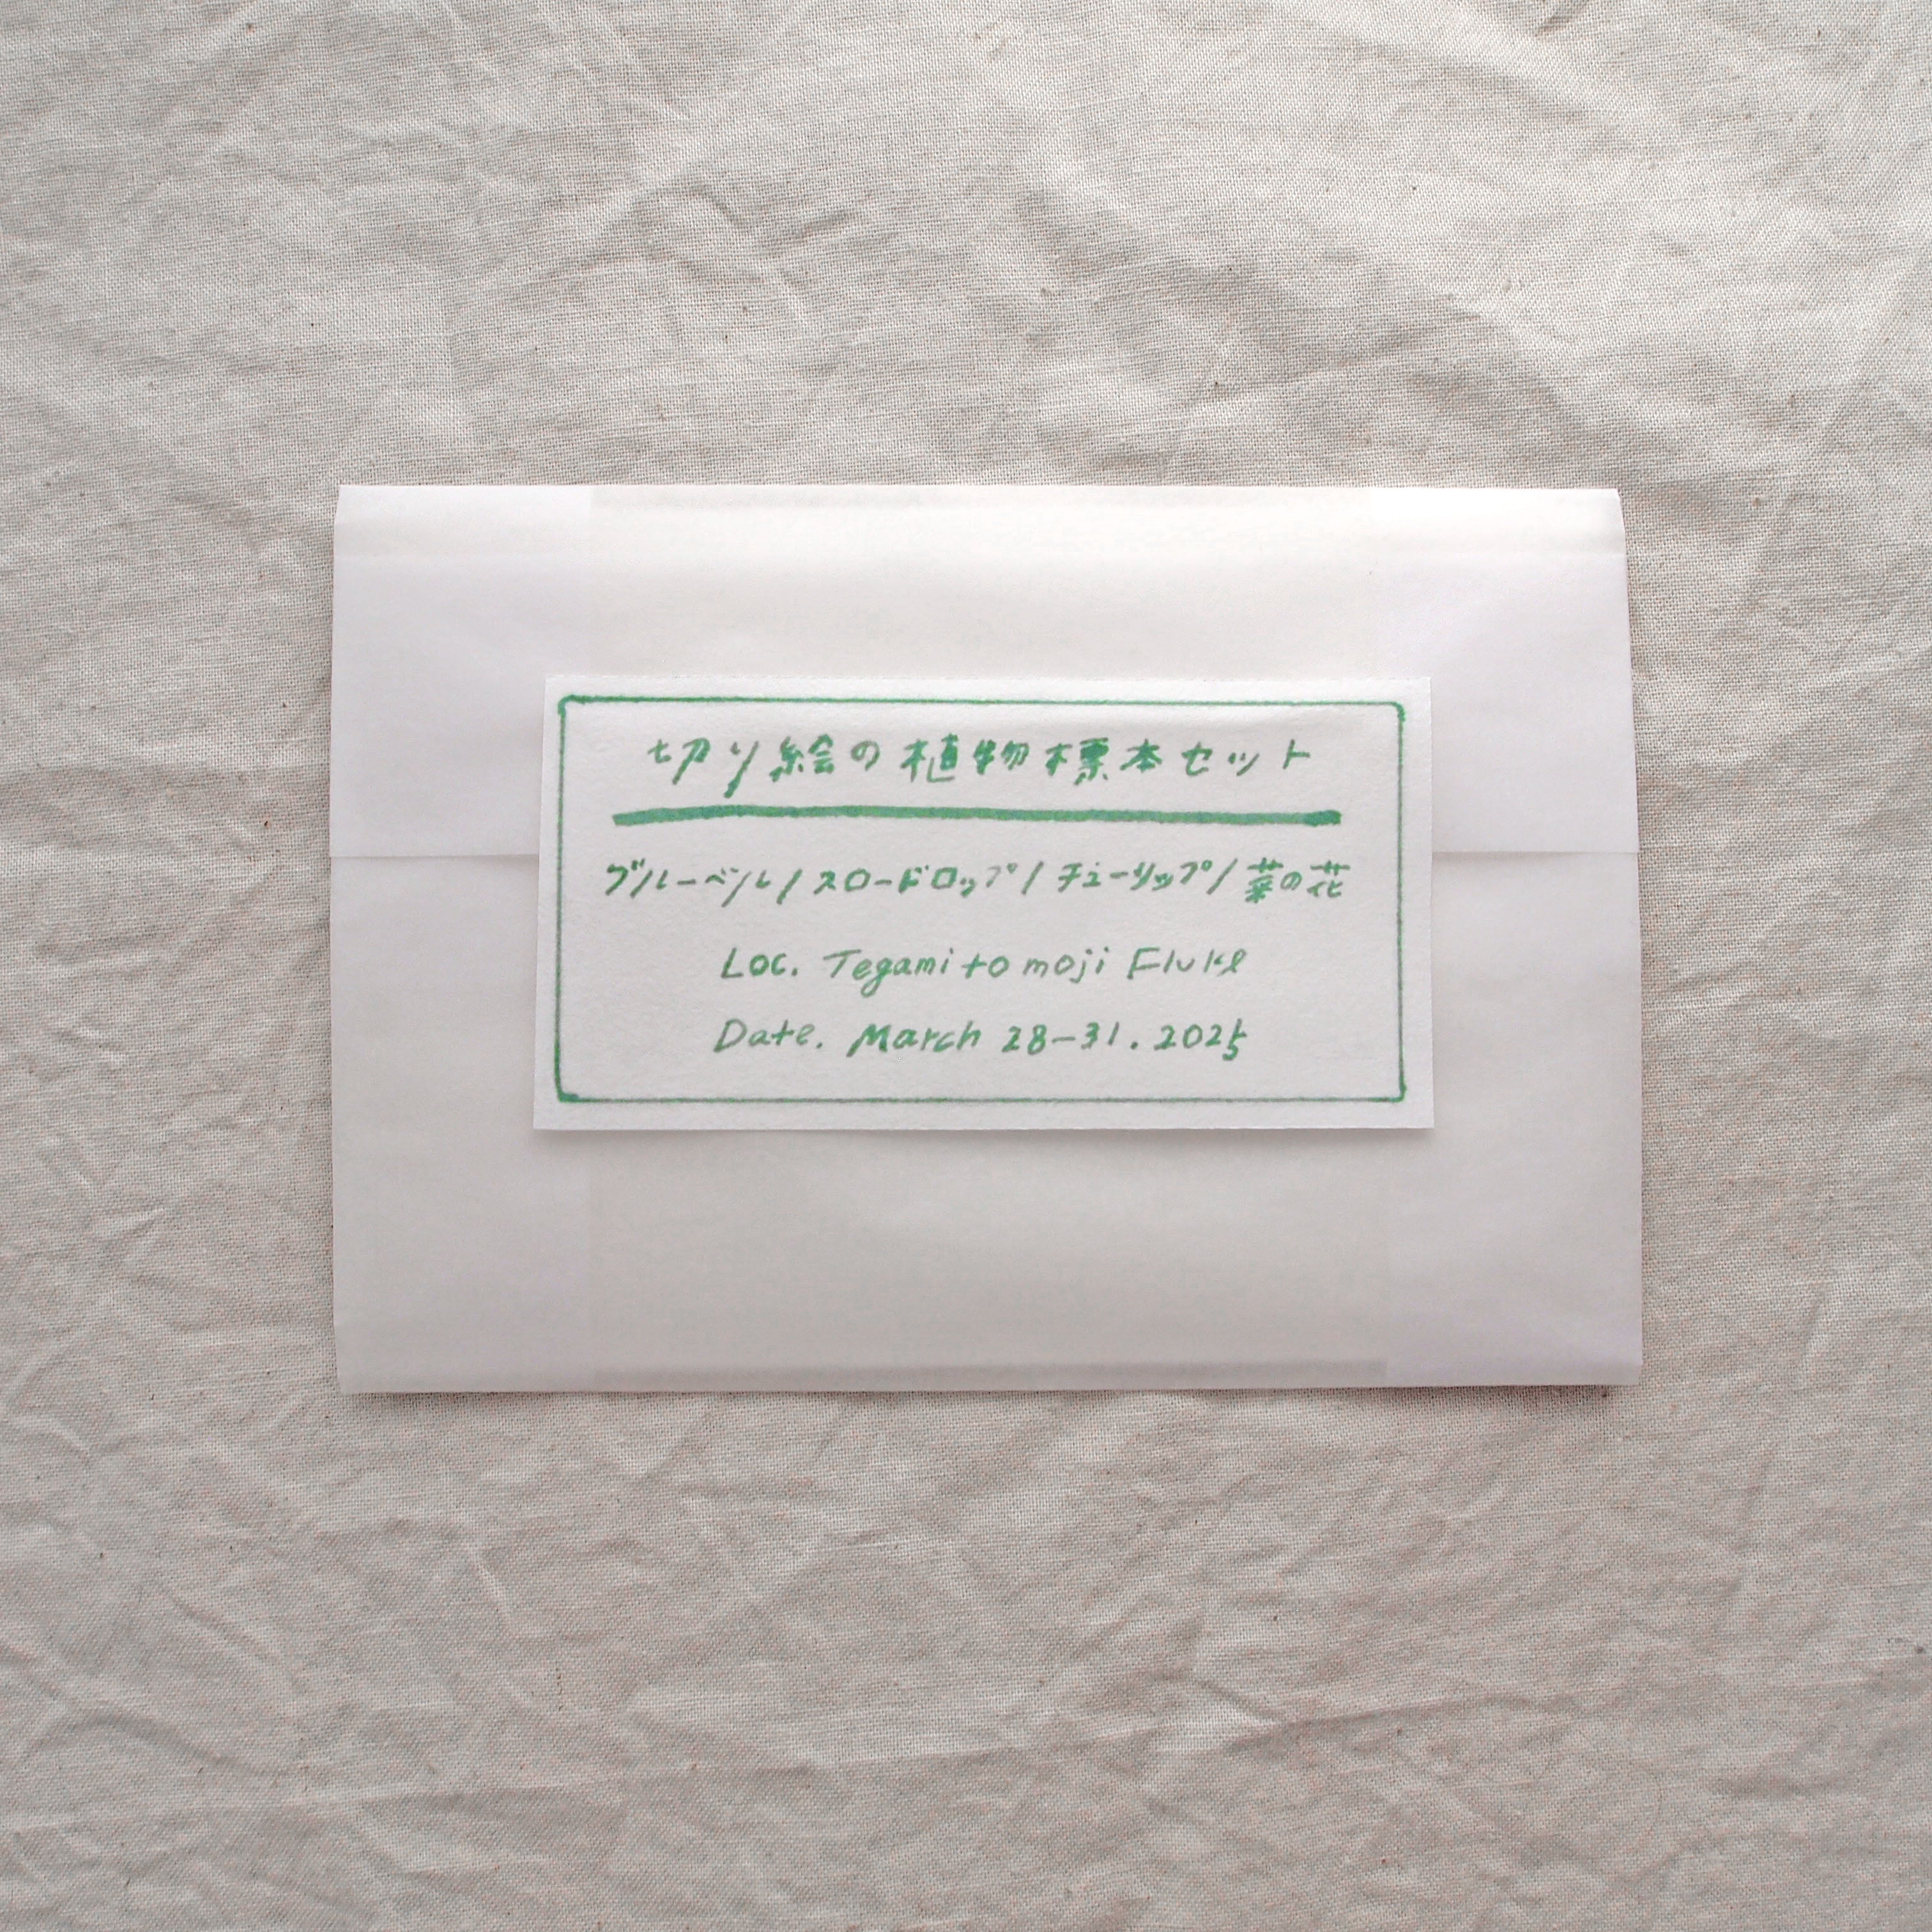 切り絵の植物標本セット
ブルーベル/スロードロップ/チューリップ/菜の花
Loc. Tegami to moji Fluke
Date. March 28-31. 2025